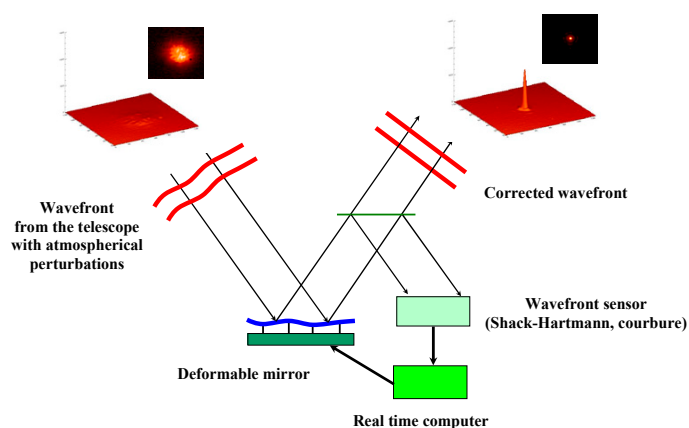 Wavefront
from the telescope
with atmospherical
perturbations
Corrected wavefront
Wavefront sensor
(Shack-Hartmann, courbure)
Deformable mirror
Real time computer